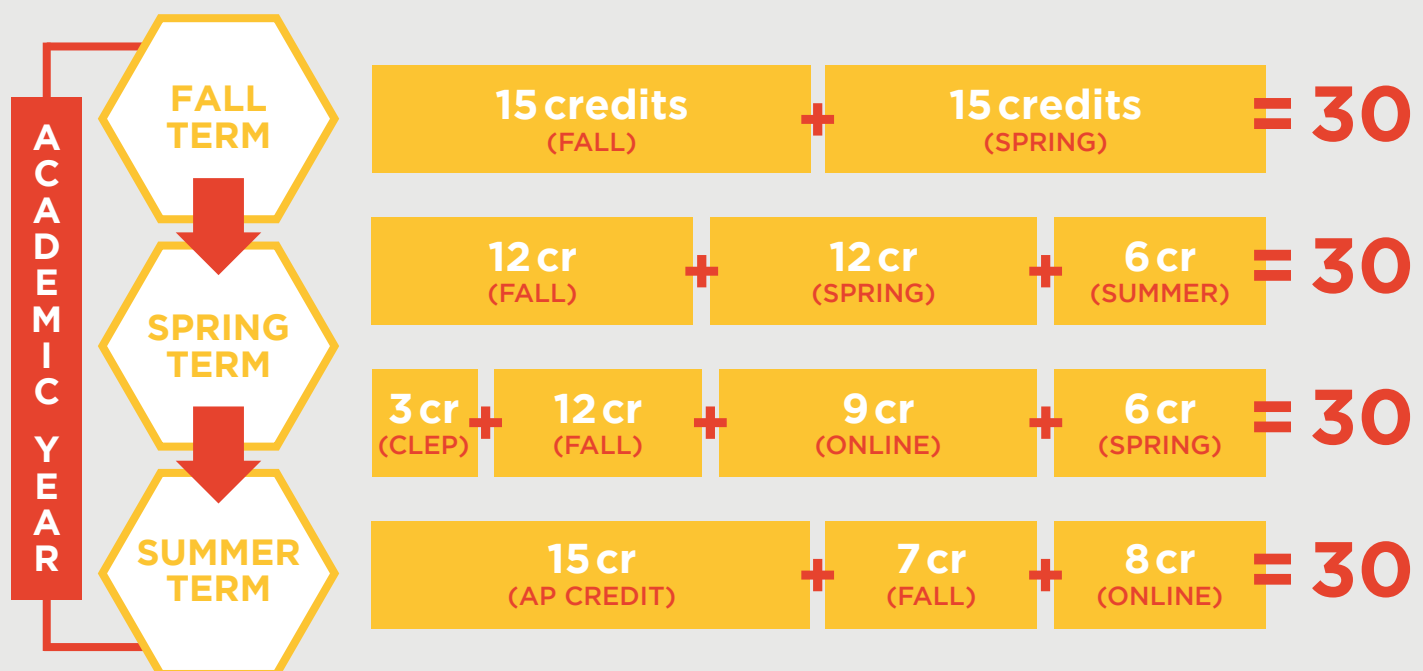 ACADEMIC YEAR
FALL
TERM
SPRING
TERM
SUMMER
TERM
15 credits + 15 credits = 30
(FALL) (SPRING)
12 cr + 12 cr + 6 cr = 30
(FALL) (SPRING) (SUMMER)
3 cr + 12 cr + 9 cr + 6 cr = 30
(CLEP) (FALL) (ONLINE) (SPRING)
15 cr + 7 cr + 8 cr = 30
(AP CREDIT) (FALL) (ONLINE)